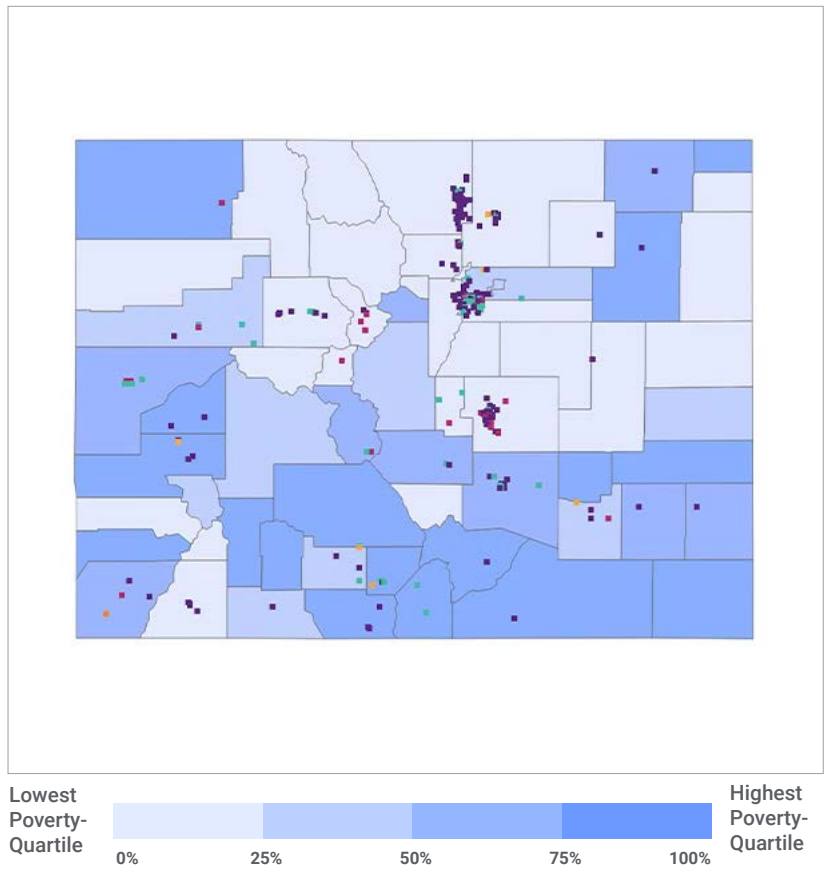 Lowest
Poverty-
Quartile
Highest
Poverty-
Quartile
0%
25%
50%
75%
100%